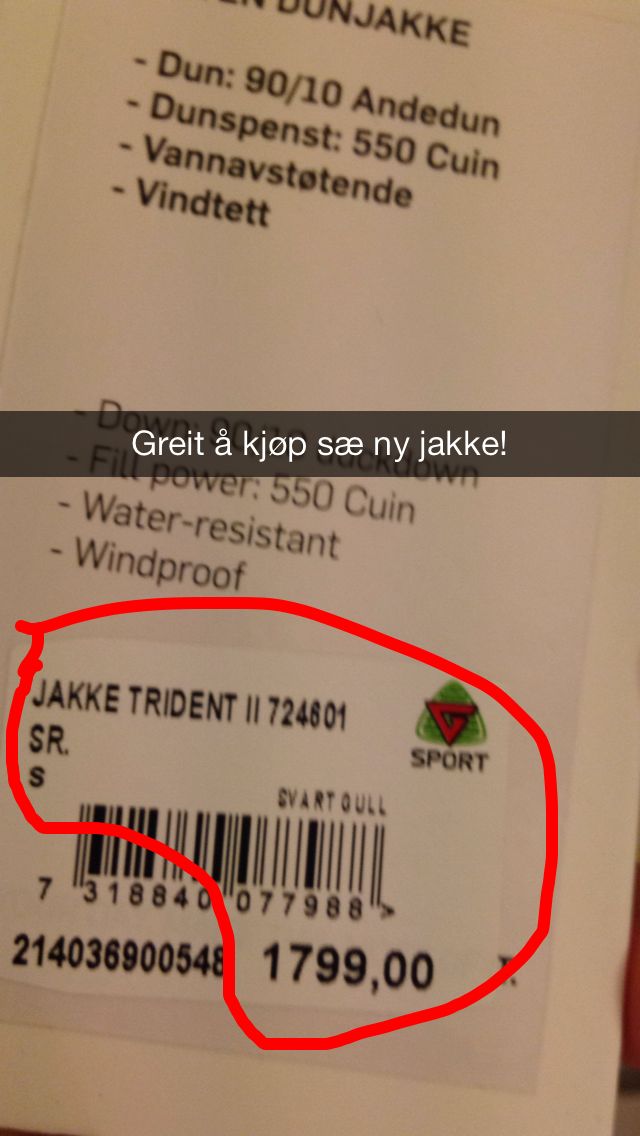 DUNJAKKE
- Dun: 90/10 Andedun
- Dunspenst: 550 Cuin
- Vannavstøtende
- Vindtett
- Down: 90/10 duckdown
Greit å kjøp sæ ny jakke!
- Fill power: 550 Cuin
- Water-resistant
- Windproof
JAKKE TRIDENT II 724601
SR.
S
G
SPORT
SVART GULL
7 318840 077988 >
214036900548 1799,00